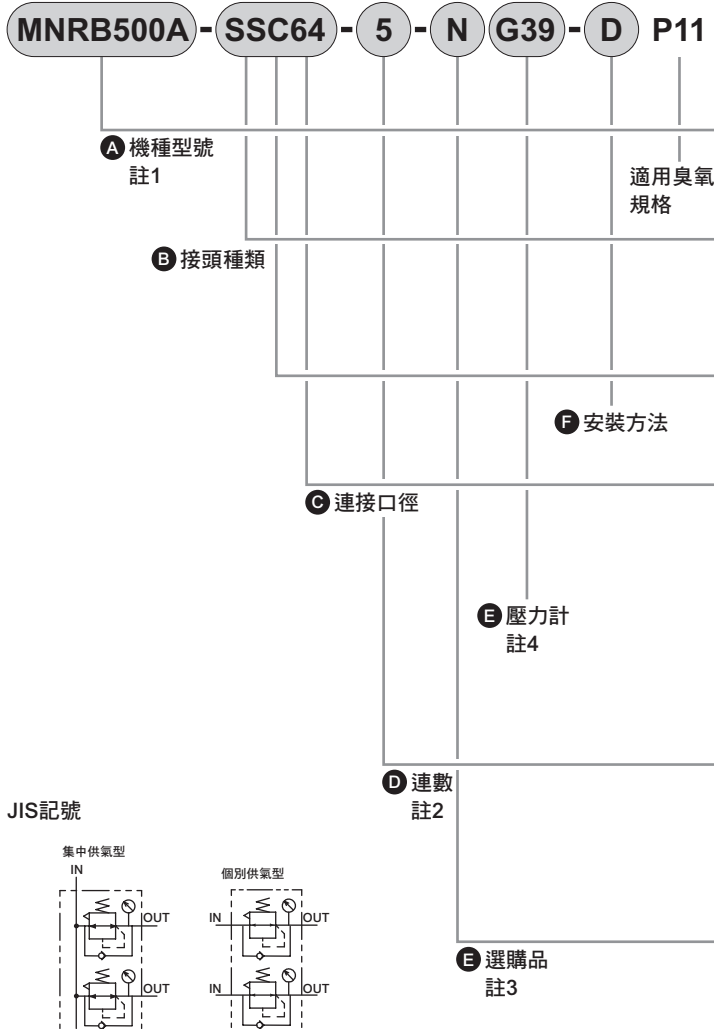 MNRB500A-SSC64-5-NG39-D P11
A 機種型號
註1
適用臭氧
規格
B 接頭種類
F 安裝方法
C 連接口徑
E 壓力計
註4
D 連數
註2
JIS記號
集中供氣型
IN
個別供氣型
OUT
IN
OUT
OUT
IN
OUT
E 選購品
註3